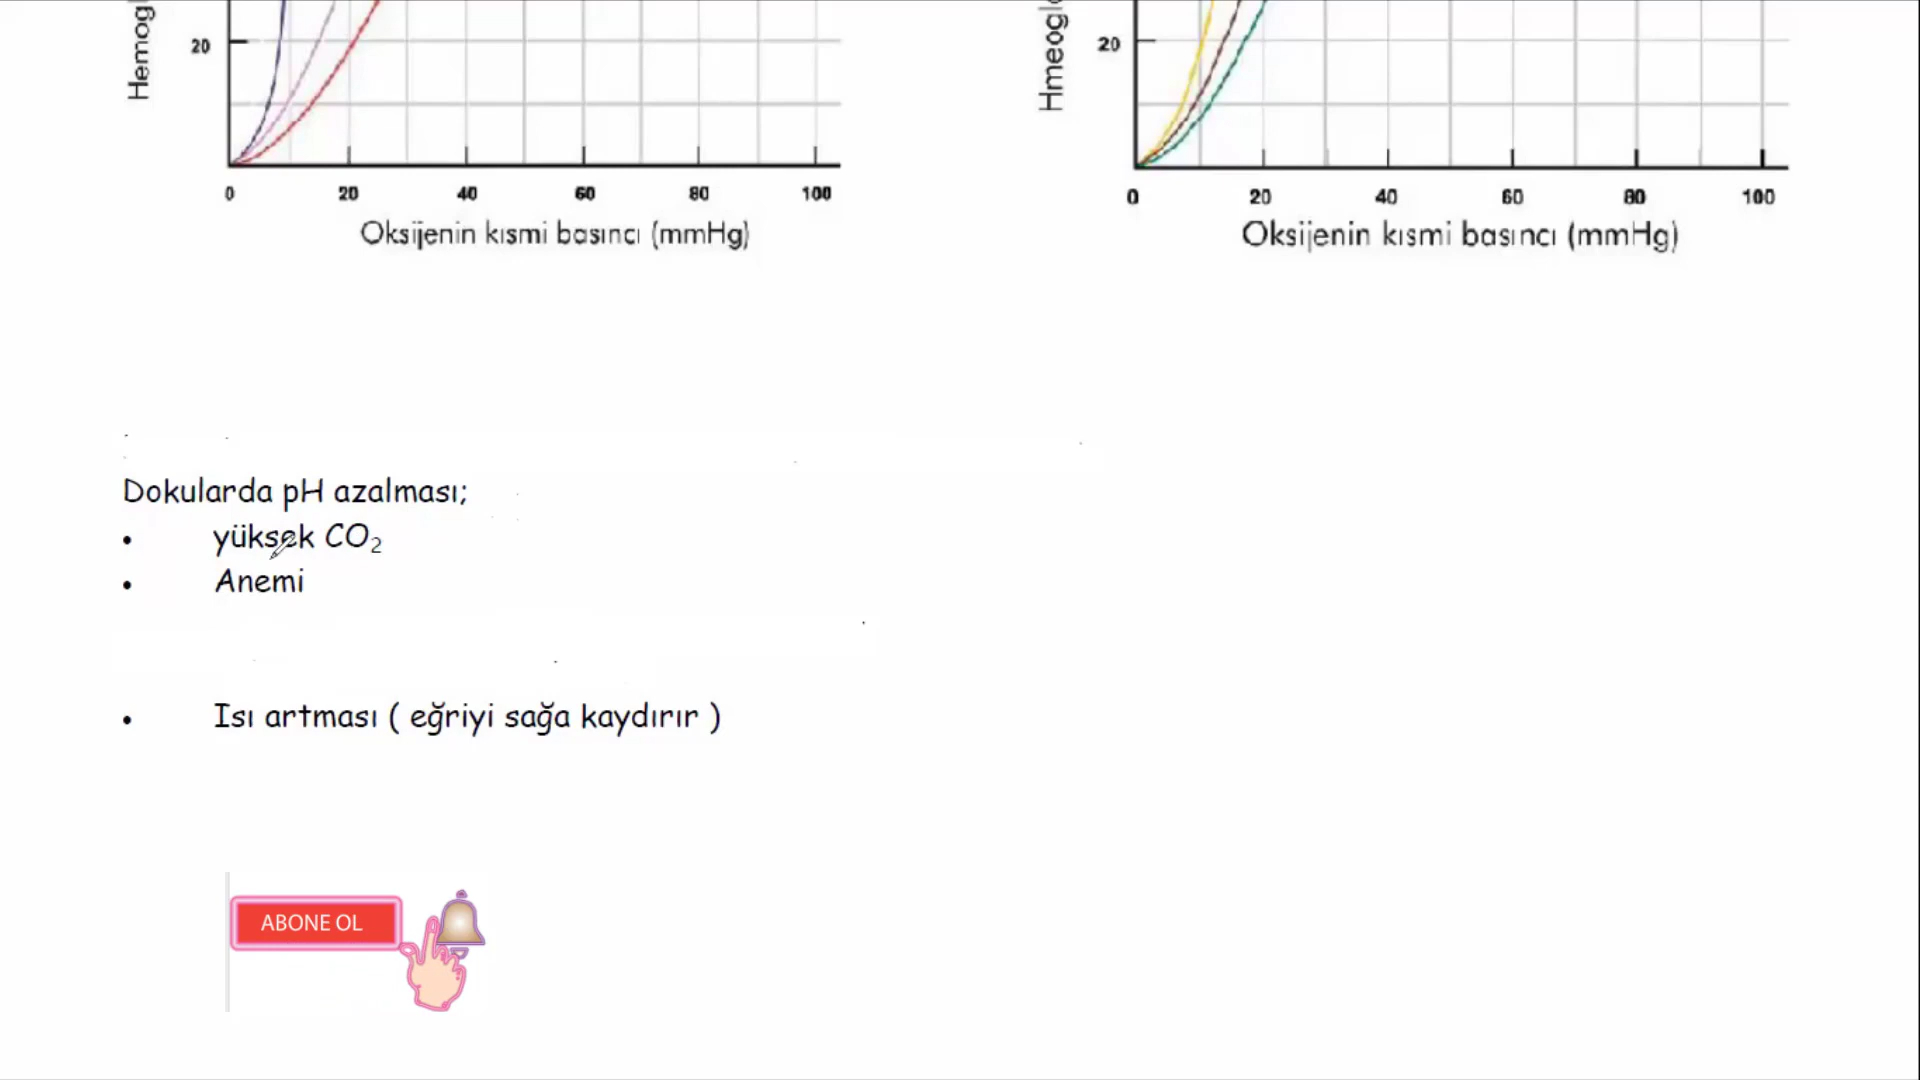 Hemog
20
0 20 40 60 80 100
Oksijenin kısmi basıncı (mmHg)
Hmeogl
20
0 20 40 60 80 100
Oksijenin kısmi basıncı (mmHg)
Dokularda pH azalması;
• yüksek CO₂
• Anemi
• Isı artması ( eğriyi sağa kaydırır )
ABONE OL